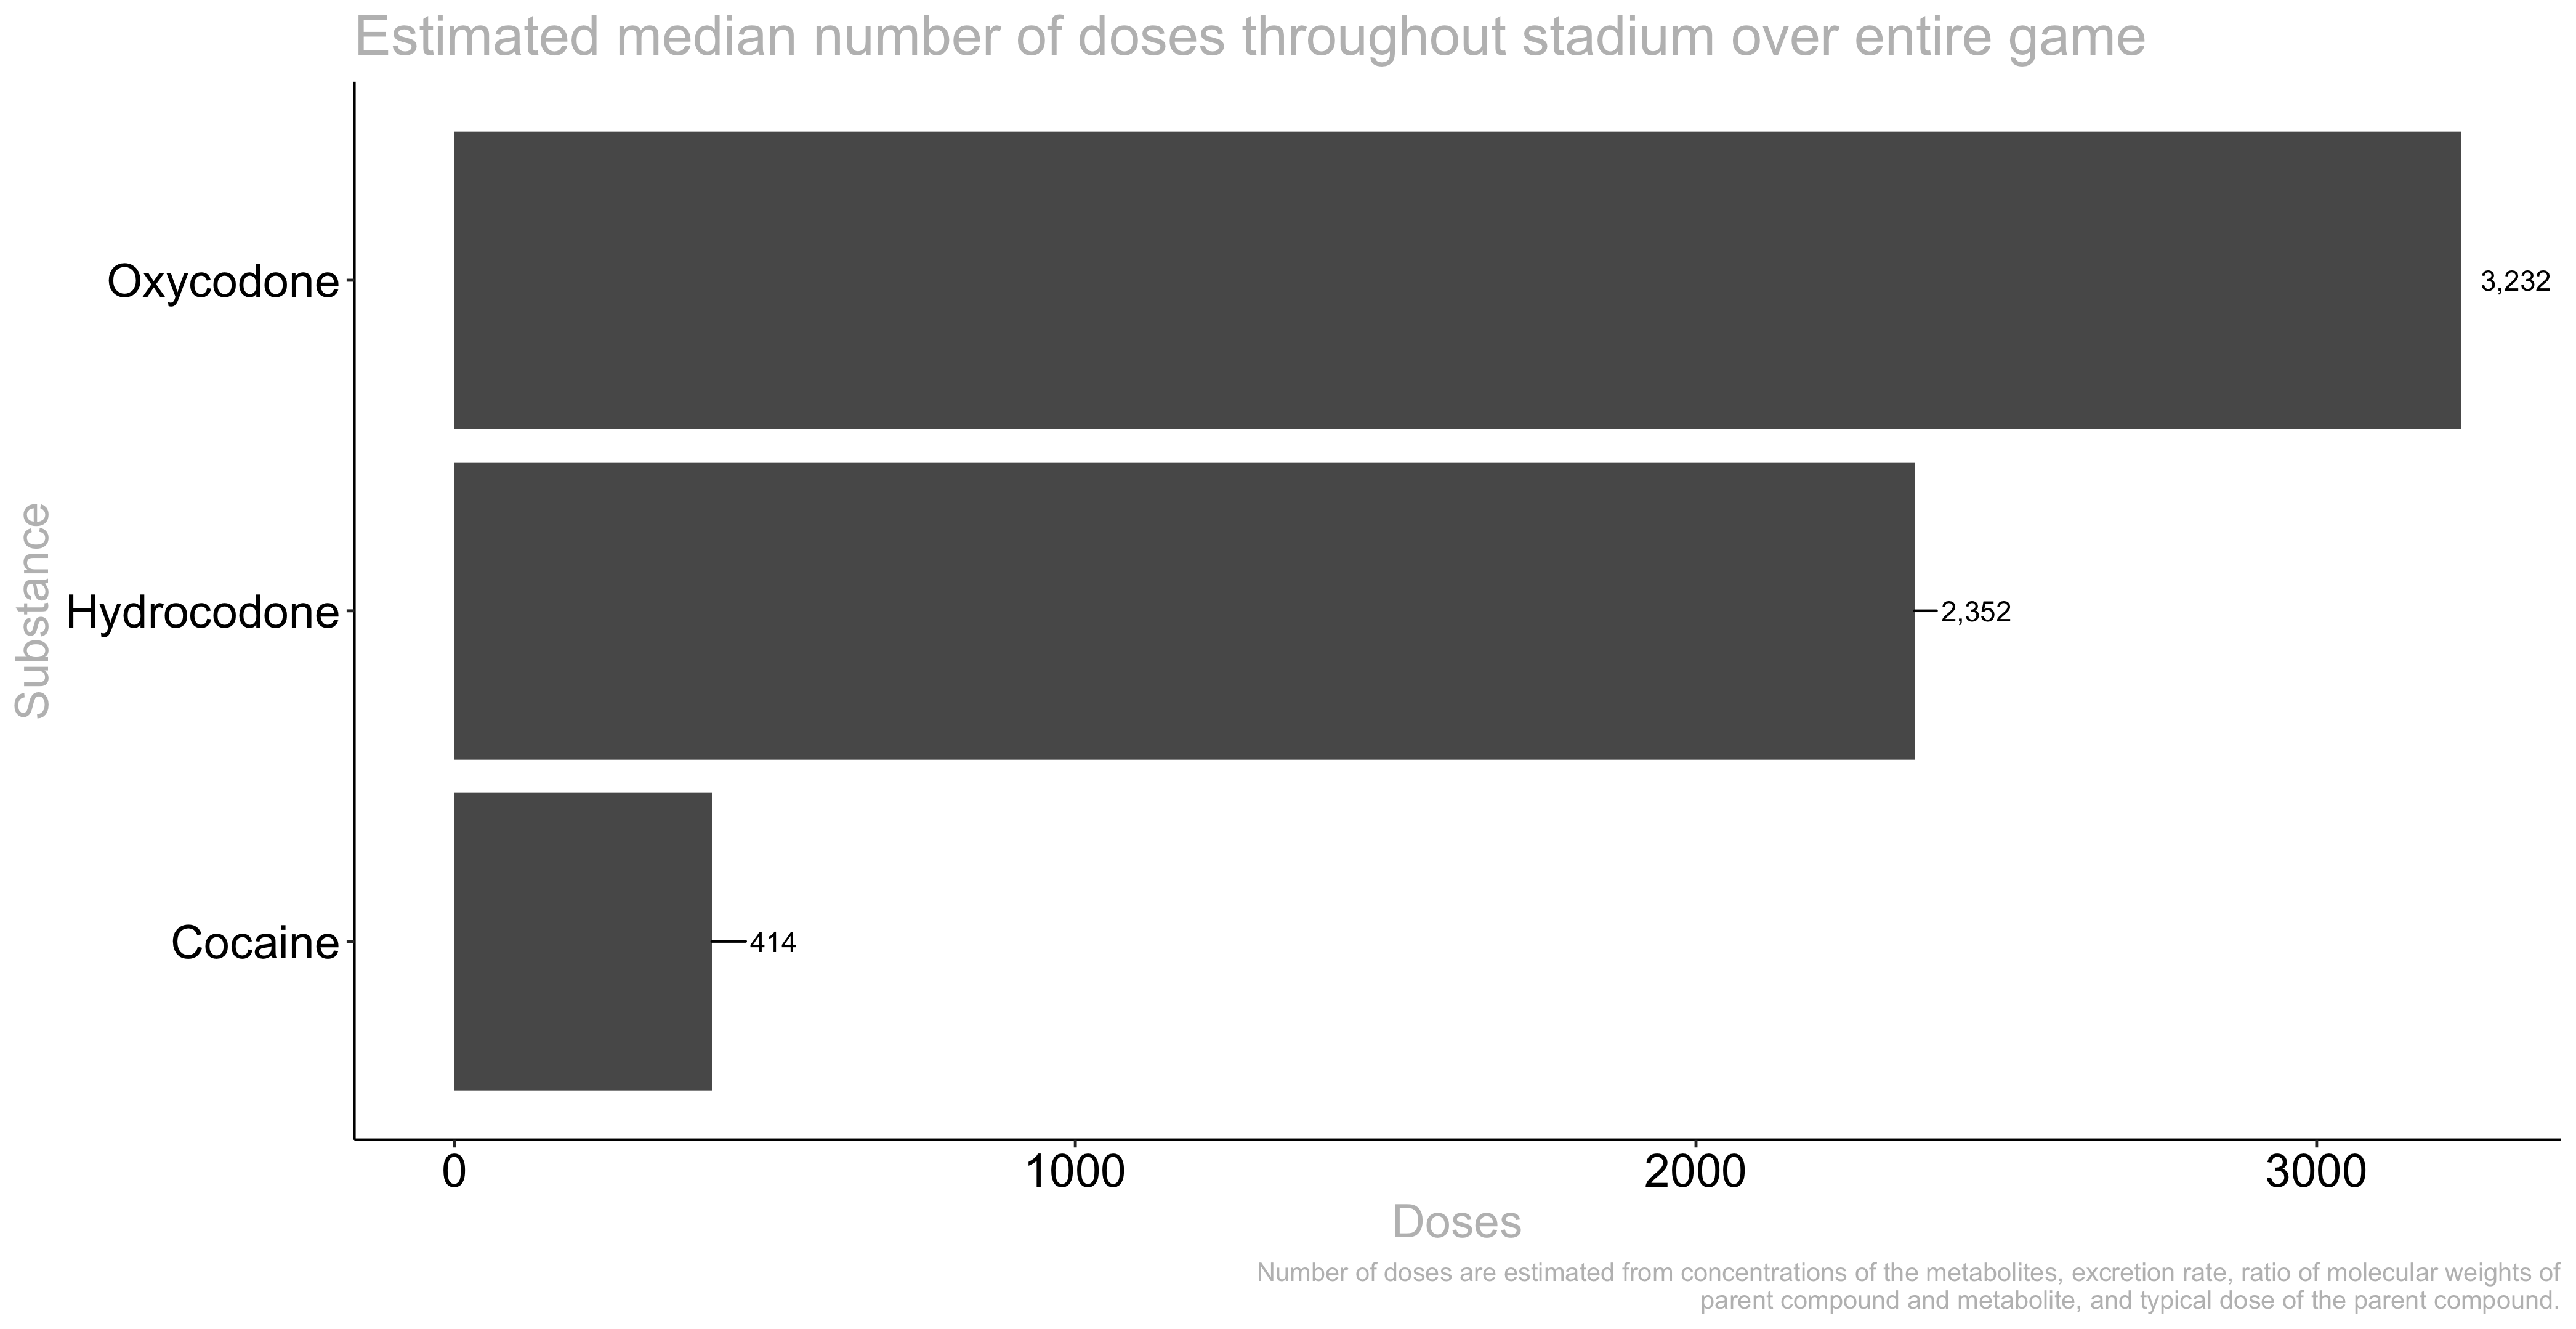 Estimated median number of doses throughout stadium over entire game
Substance
Oxycodone
3,232
Hydrocodone
2,352
Cocaine
414
0 1000 2000 3000
Doses
Number of doses are estimated from concentrations of the metabolites, excretion rate, ratio of molecular weights of
parent compound and metabolite, and typical dose of the parent compound.